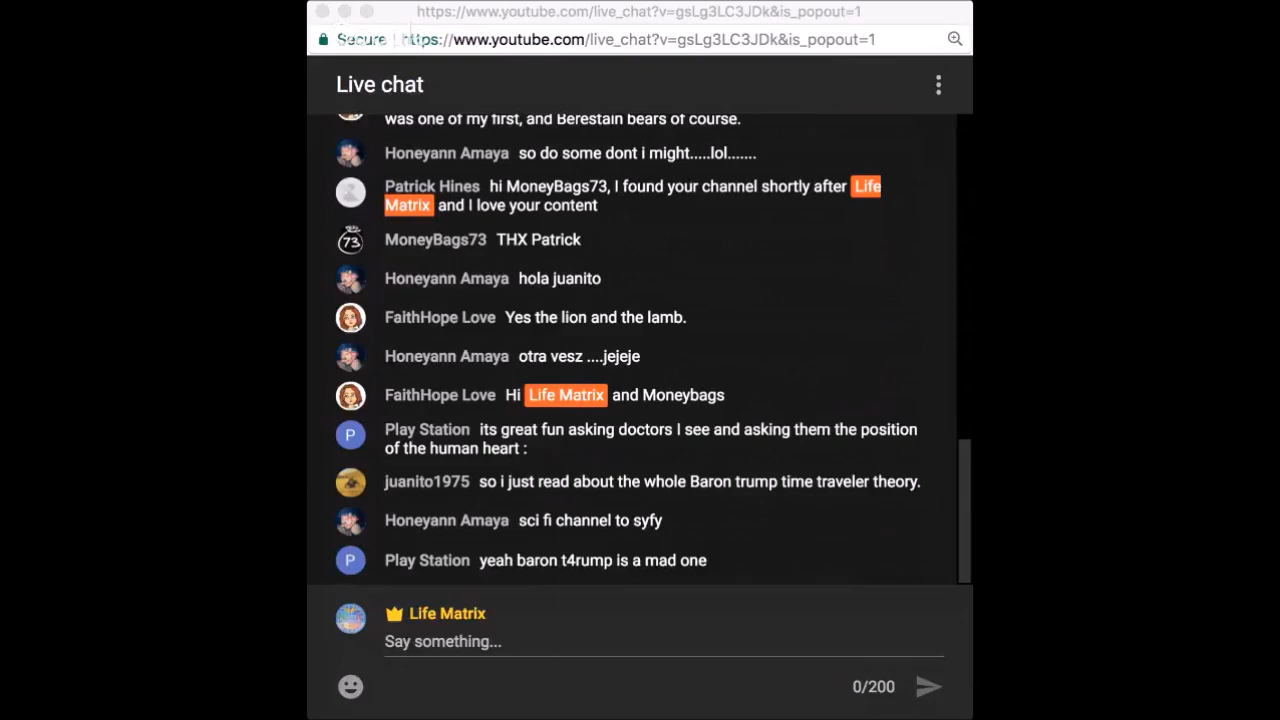 https://www.youtube.com/live_chat?v=gsLg3LC3JDk&is_popout=1
Secure https://www.youtube.com/live_chat?v=gsLg3LC3JDk&is_popout=1
Live chat
was one of my first, and Berestain bears of course.
Honeyann Amaya so do some dont i might.....lol.......
Patrick Hines hi MoneyBags73, I found your channel shortly after Life
Matrix and I love your content
73 MoneyBags73 THX Patrick
Honeyann Amaya hola juanito
FaithHope Love Yes the lion and the lamb.
Honeyann Amaya otra vesz ....jejeje
FaithHope Love Hi Life Matrix and Moneybags
P Play Station its great fun asking doctors I see and asking them the position
of the human heart :
juanito1975 so i just read about the whole Baron trump time traveler theory.
Honeyann Amaya sci fi channel to syfy
P Play Station yeah baron t4rump is a mad one
Life Matrix
Say something...
0/200